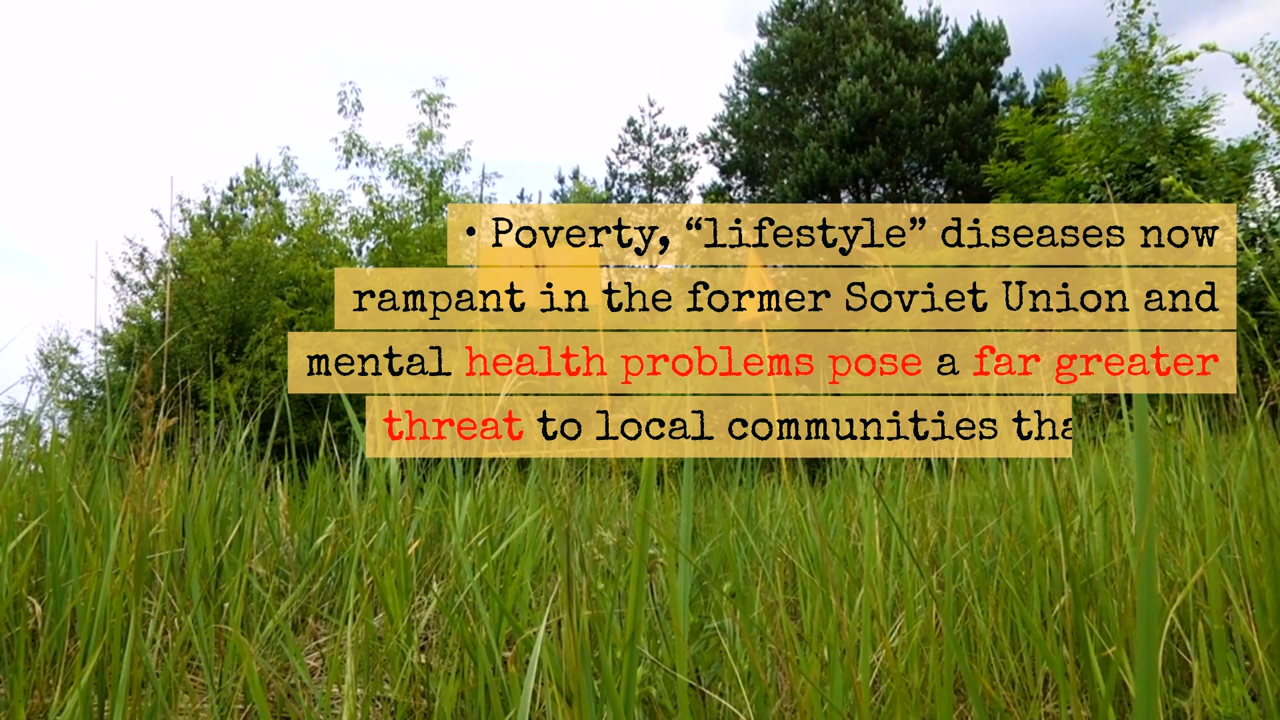 • Poverty, “lifestyle” diseases now
rampant in the former Soviet Union and
mental health problems pose a far greater
threat to local communities tha